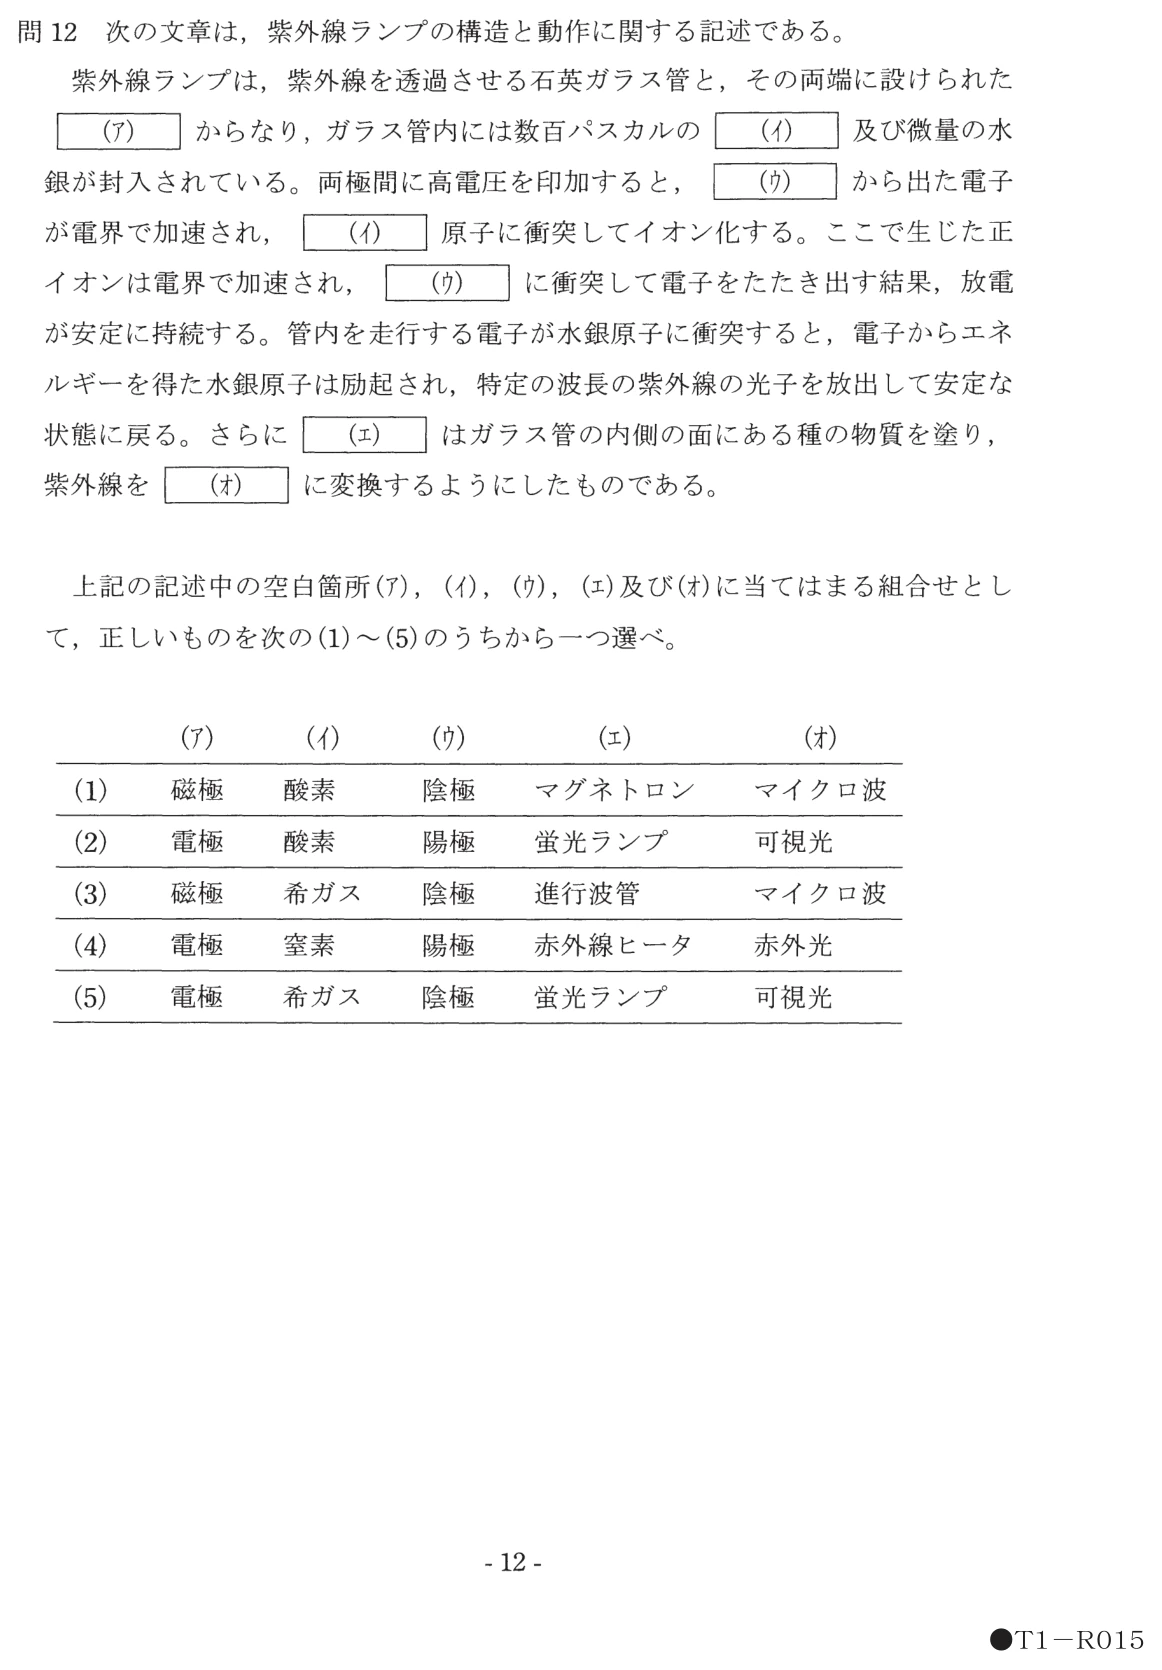 問12　次の文章は，紫外線ランプの構造と動作に関する記述である。
紫外線ランプは，紫外線を透過させる石英ガラス管と，その両端に設けられた
(ア) からなり，ガラス管内には数百パスカルの (イ) 及び微量の水
銀が封入されている。両極間に高電圧を印加すると， (ウ) から出た電子
が電界で加速され， (イ) 原子に衝突してイオン化する。ここで生じた正
イオンは電界で加速され， (ウ) に衝突して電子をたたき出す結果，放電
が安定に持続する。管内を走行する電子が水銀原子に衝突すると，電子からエネ
ルギーを得た水銀原子は励起され，特定の波長の紫外線の光子を放出して安定な
状態に戻る。さらに (エ) はガラス管の内側の面にある種の物質を塗り，
紫外線を (オ) に変換するようにしたものである。
上記の記述中の空白箇所(ア)，(イ)，(ウ)，(エ)及び(オ)に当てはまる組合せとし
て，正しいものを次の(1)～(5)のうちから一つ選べ。
(ア) (イ) (ウ) (エ) (オ)
(1) 磁極 酸素 陰極 マグネトロン マイクロ波
(2) 電極 酸素 陽極 蛍光ランプ 可視光
(3) 磁極 希ガス 陰極 進行波管 マイクロ波
(4) 電極 窒素 陽極 赤外線ヒータ 赤外光
(5) 電極 希ガス 陰極 蛍光ランプ 可視光
- 12 -
●T1－R015